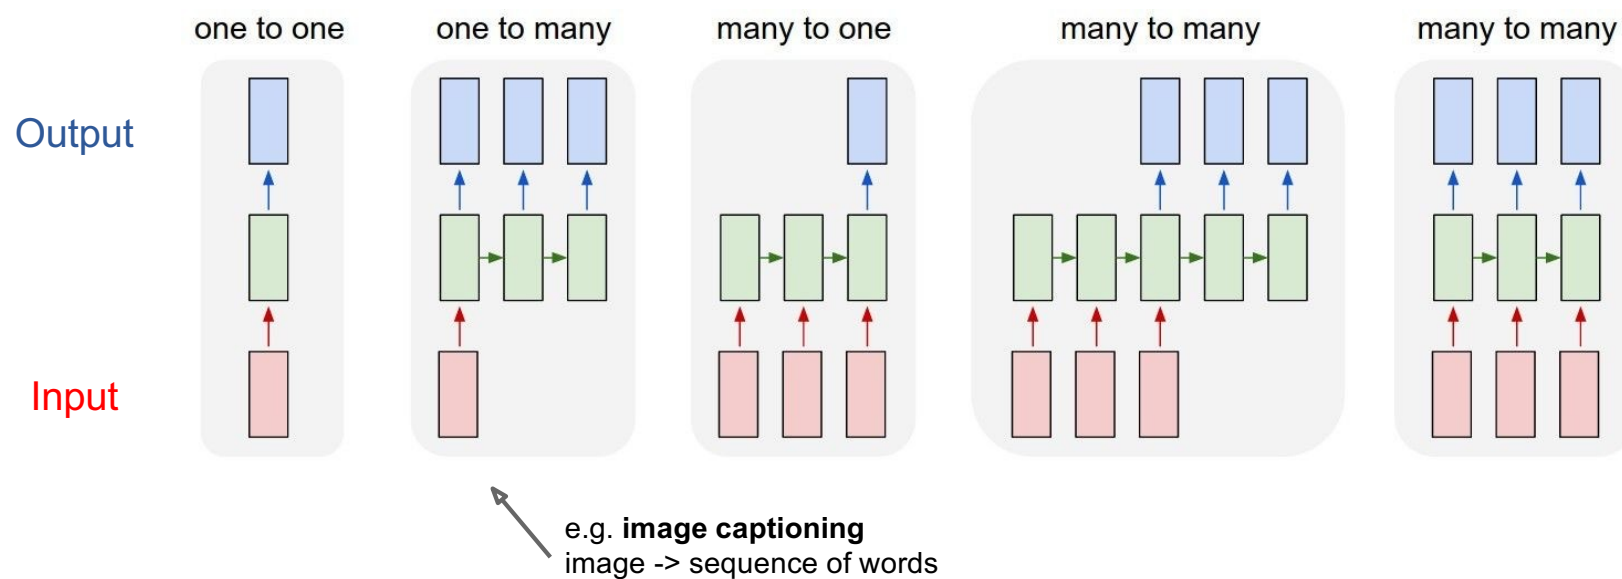 one to one
one to many
many to one
many to many
many to many
Output
Input
e.g. image captioning
image -> sequence of words